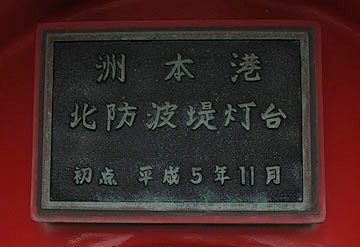 洲本港
北防波堤灯台
初点 平成5年11月